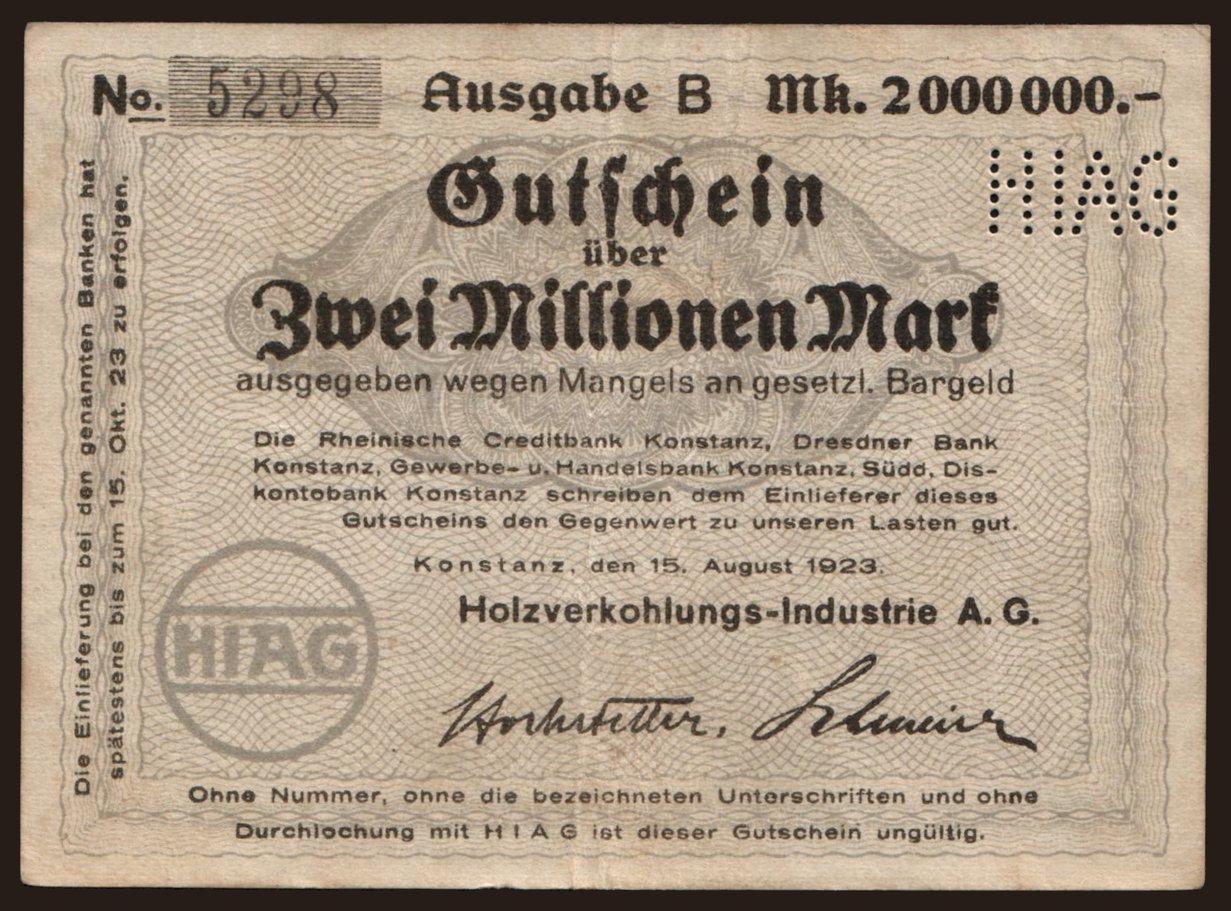 No. 5298 Ausgabe B Mk. 2000000.-
HIAG
Gutschein
über
Zwei Millionen Mark
ausgegeben wegen Mangels an gesetzl. Bargeld
Die Rheinische Creditbank Konstanz, Dresdner Bank
Konstanz, Gewerbe- u. Handelsbank Konstanz, Südd. Dis-
kontobank Konstanz schreiben dem Einlieferer dieses
Gutscheins den Gegenwert zu unseren Lasten gut.
Konstanz, den 15. August 1923.
Holzverkohlungs-Industrie A. G.
HIAG
Hochstetter.
Ohne Nummer, ohne die bezeichneten Unterschriften und ohne
Durchlochung mit HIAG ist dieser Gutschein ungültig.
Die Einlieferung bei den genannten Banken hat
spätestens bis zum 15. Okt. 23 zu erfolgen.